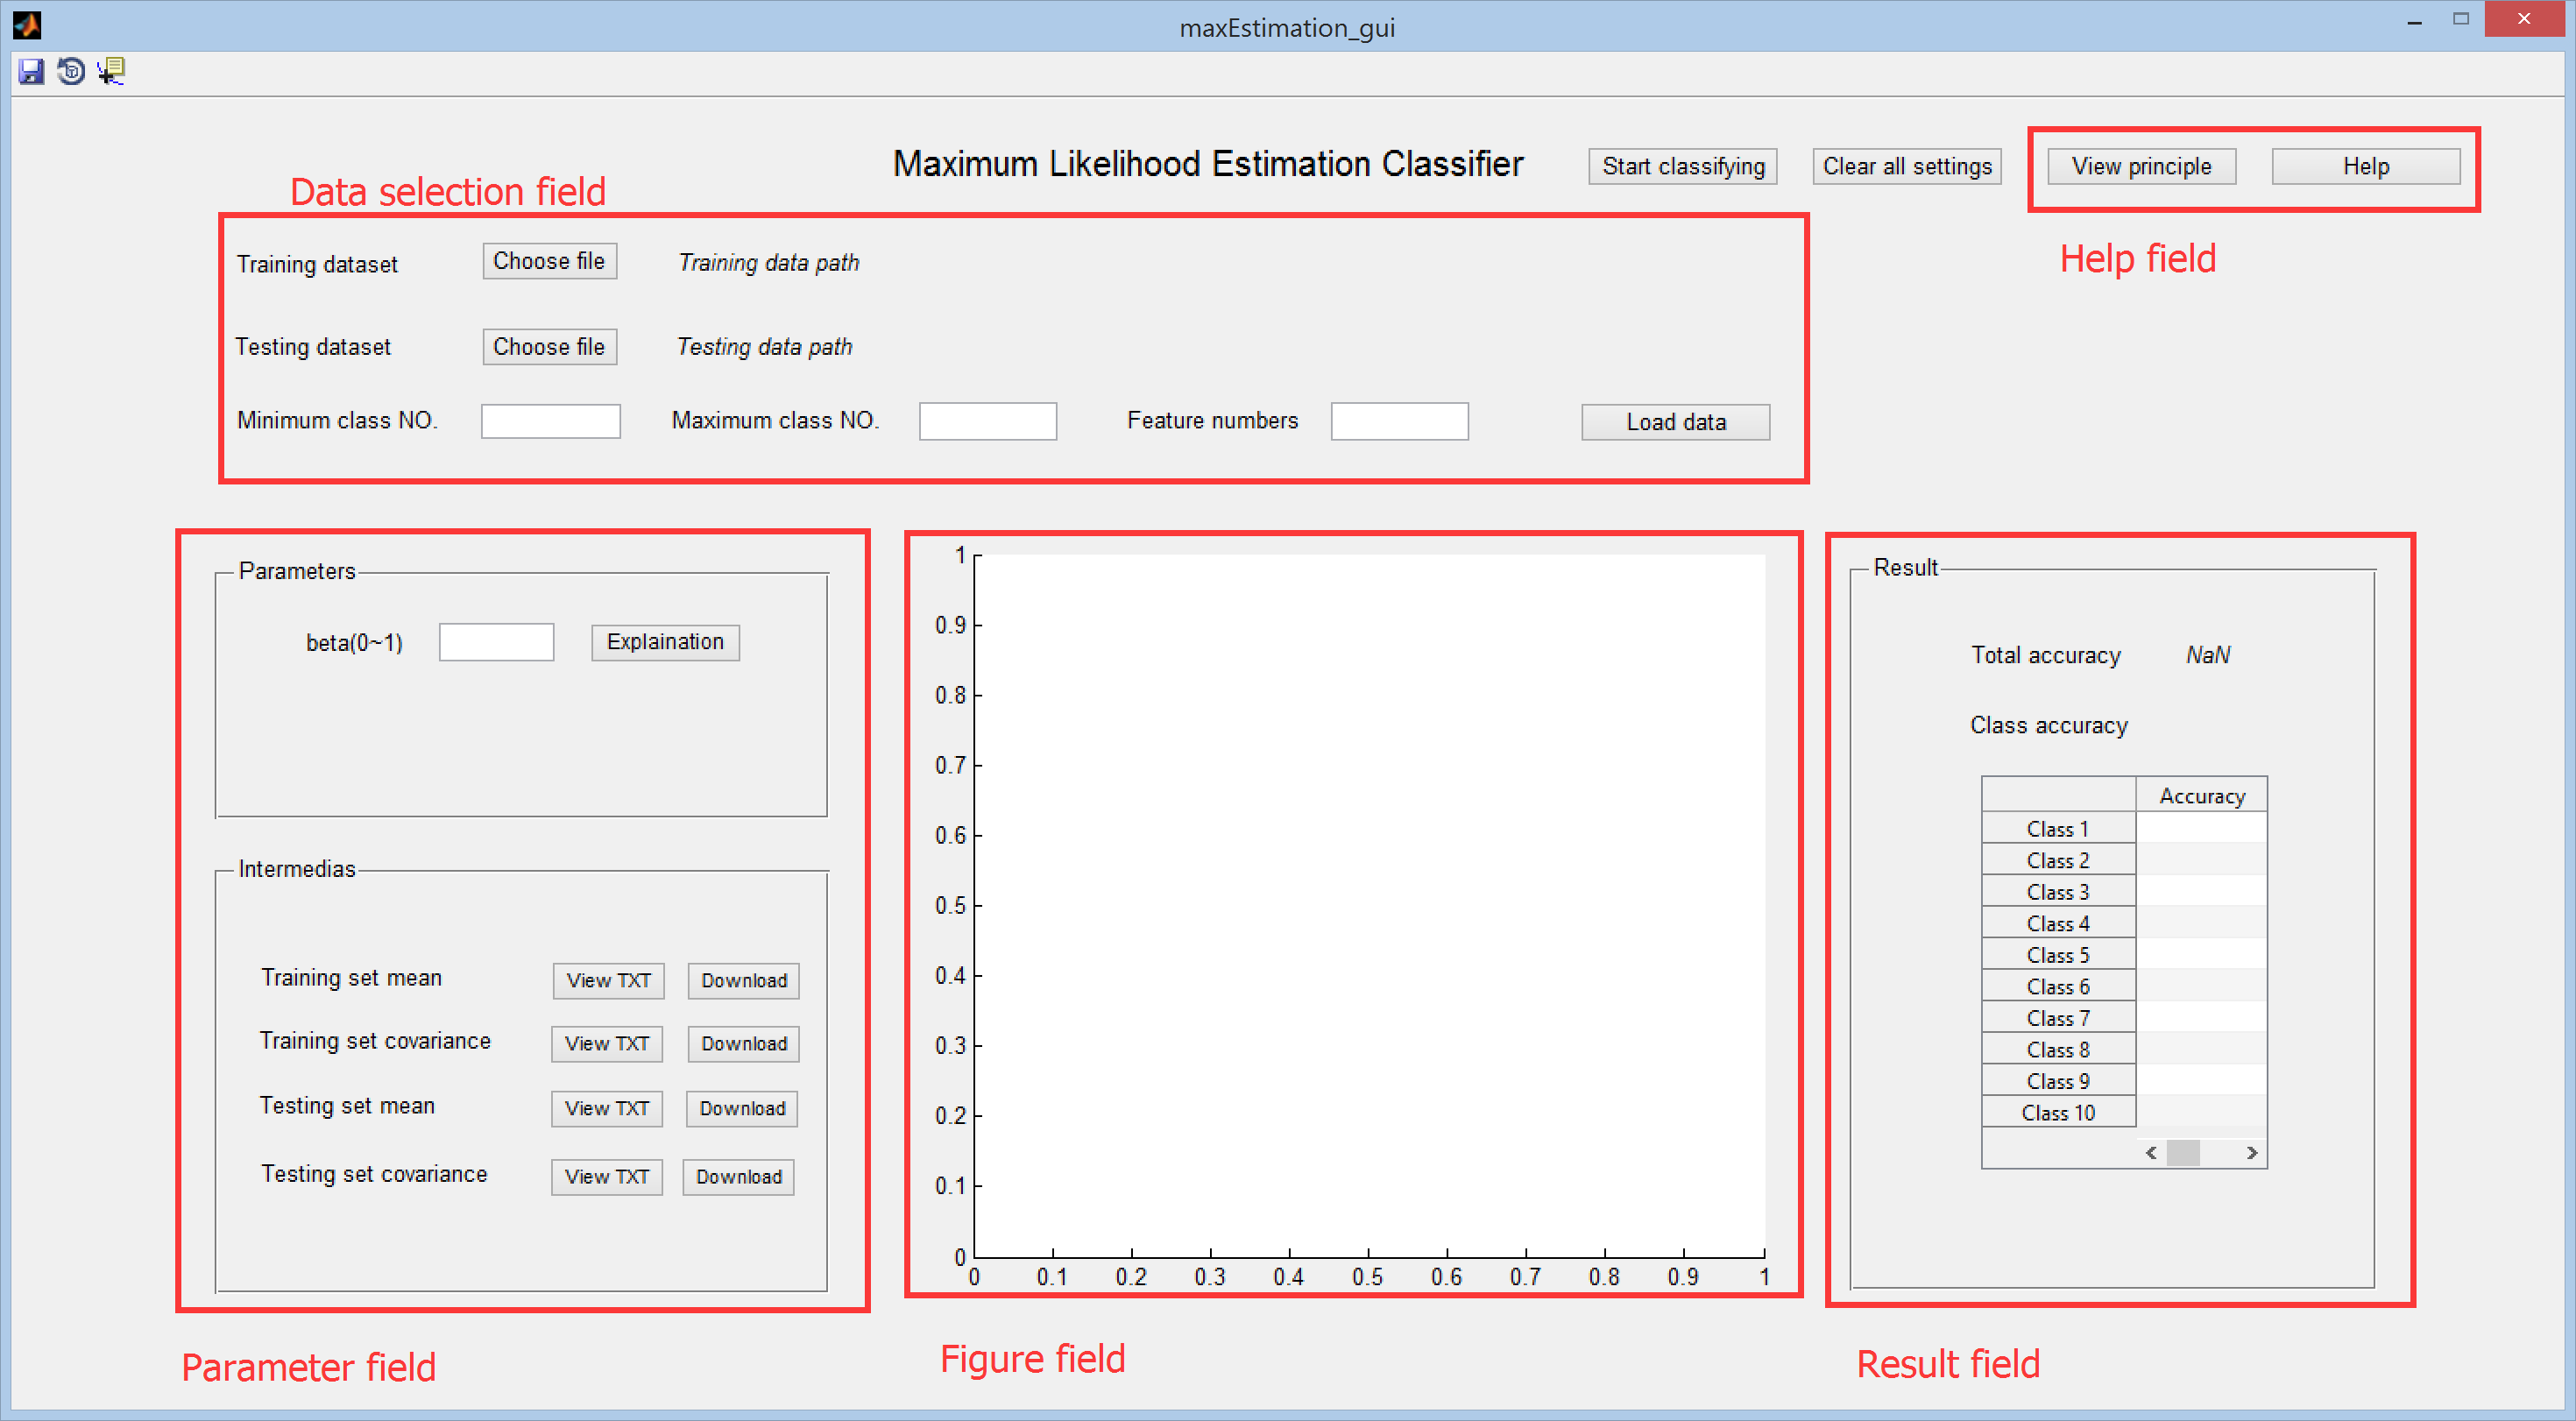 maxEstimation_gui
Maximum Likelihood Estimation Classifier
Start classifying
Clear all settings
View principle
Help
Data selection field
Help field
Training dataset
Choose file
Training data path
Testing dataset
Choose file
Testing data path
Minimum class NO.
Maximum class NO.
Feature numbers
Load data
Parameters
beta(0~1)
Explaination
Intermedias
Training set mean
View TXT
Download
Training set covariance
View TXT
Download
Testing set mean
View TXT
Download
Testing set covariance
View TXT
Download
Parameter field
1
0.9
0.8
0.7
0.6
0.5
0.4
0.3
0.2
0.1
0
0 0.1 0.2 0.3 0.4 0.5 0.6 0.7 0.8 0.9 1
Figure field
Result
Total accuracy
NaN
Class accuracy
Accuracy
Class 1
Class 2
Class 3
Class 4
Class 5
Class 6
Class 7
Class 8
Class 9
Class 10
Result field